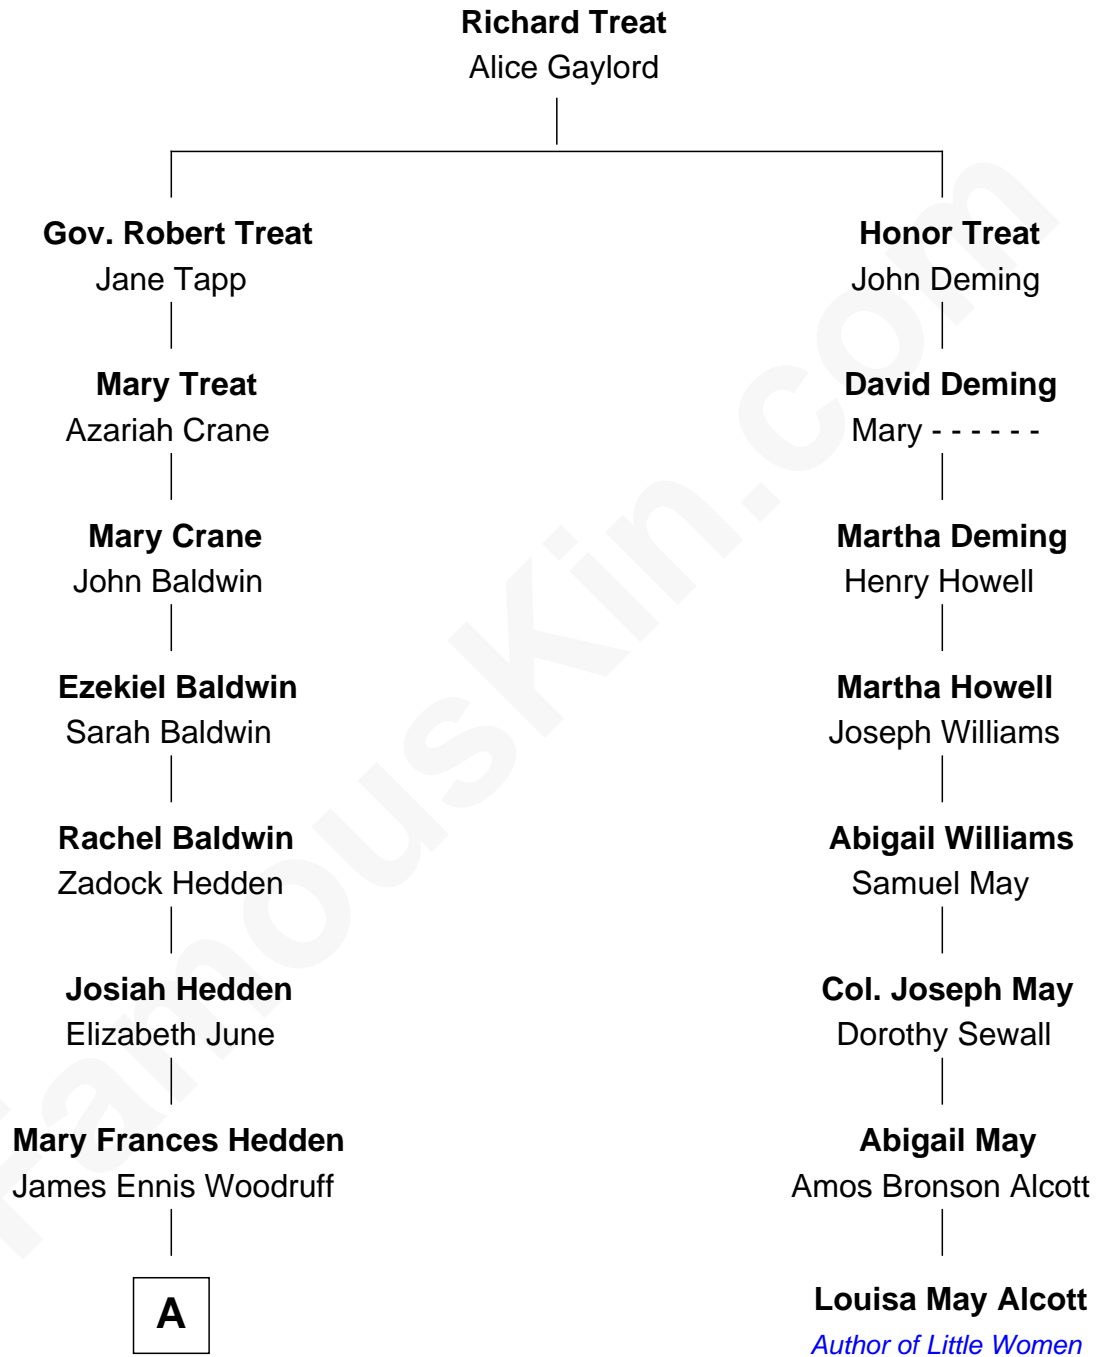 Richard Treat
Alice Gaylord
Gov. Robert Treat
Jane Tapp
Honor Treat
John Deming
Mary Treat
Azariah Crane
David Deming
Mary - - - - - -
Mary Crane
John Baldwin
Martha Deming
Henry Howell
Ezekiel Baldwin
Sarah Baldwin
Martha Howell
Joseph Williams
Rachel Baldwin
Zadock Hedden
Abigail Williams
Samuel May
Josiah Hedden
Elizabeth June
Col. Joseph May
Dorothy Sewall
Mary Frances Hedden
James Ennis Woodruff
Abigail May
Amos Bronson Alcott
A
Louisa May Alcott
Author of Little Women
FamousKin.com